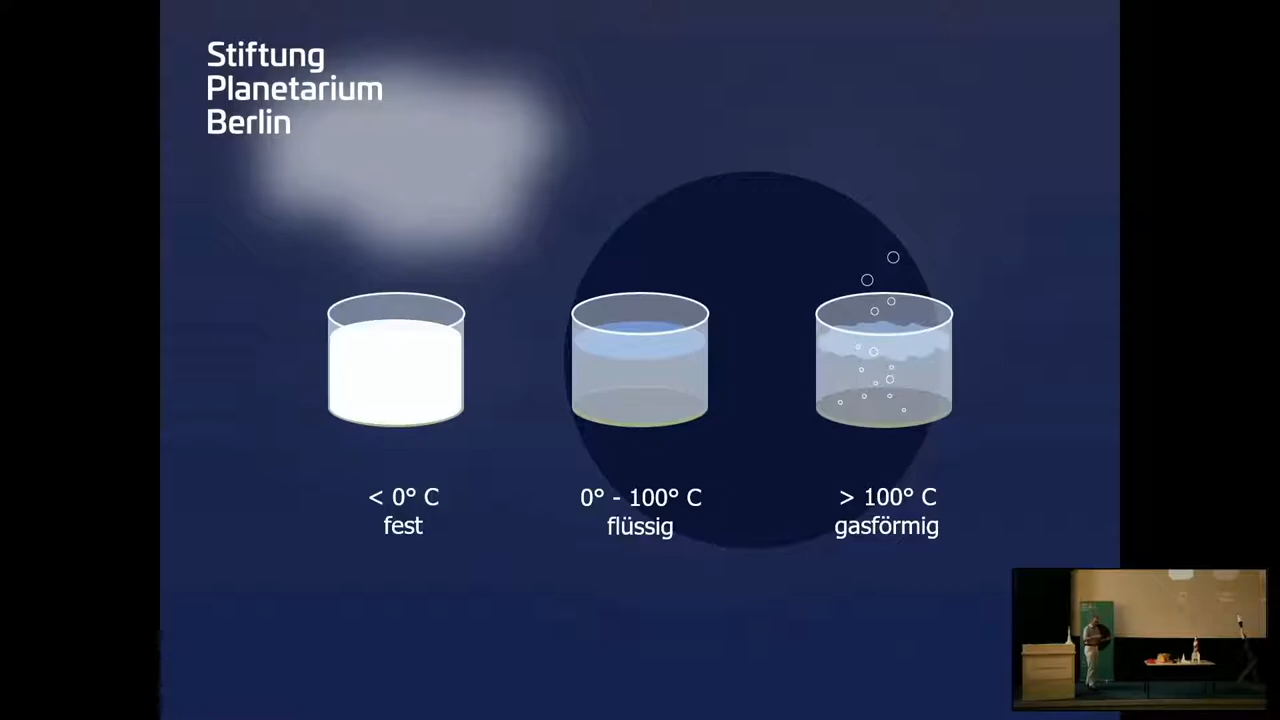 Stiftung
Planetarium
Berlin
< 0° C
fest
0° - 100° C
flüssig
> 100° C
gasförmig